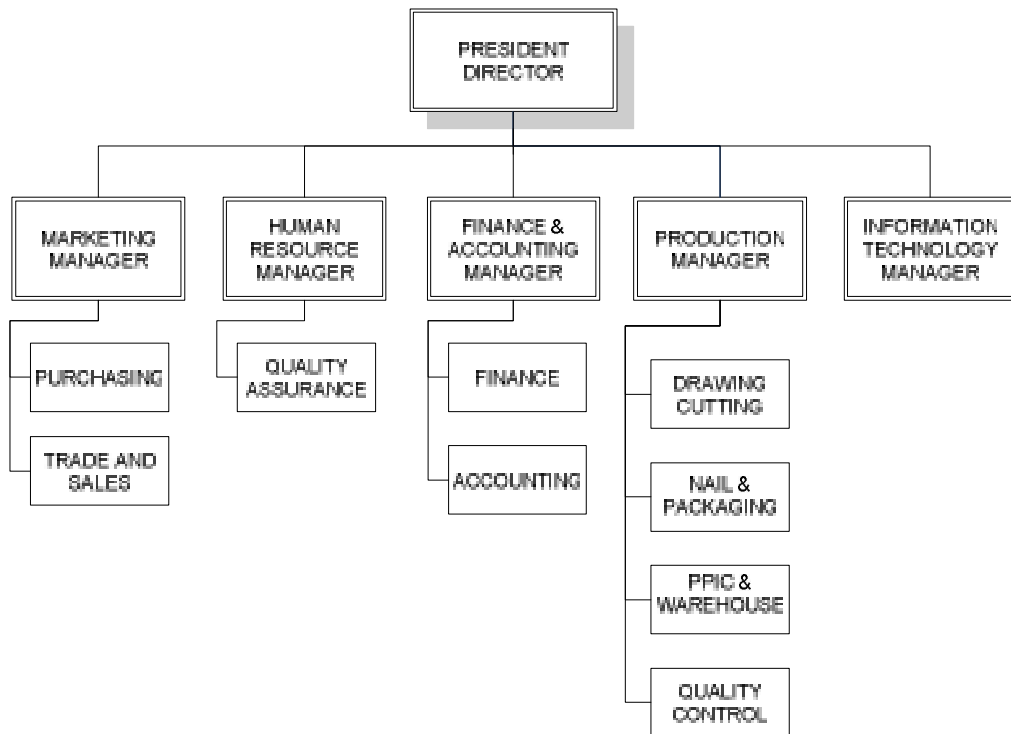 PRESIDENT
DIRECTOR
MARKETING
MANAGER
HUMAN
RESOURCE
MANAGER
FINANCE &
ACCOUNTING
MANAGER
PRODUCTION
MANAGER
INFORMATION
TECHNOLOGY
MANAGER
PURCHASING
TRADE AND
SALES
QUALITY
ASSURANCE
FINANCE
ACCOUNTING
DRAWING
CUTTING
NAIL &
PACKAGING
PPIC &
WAREHOUSE
QUALITY
CONTROL